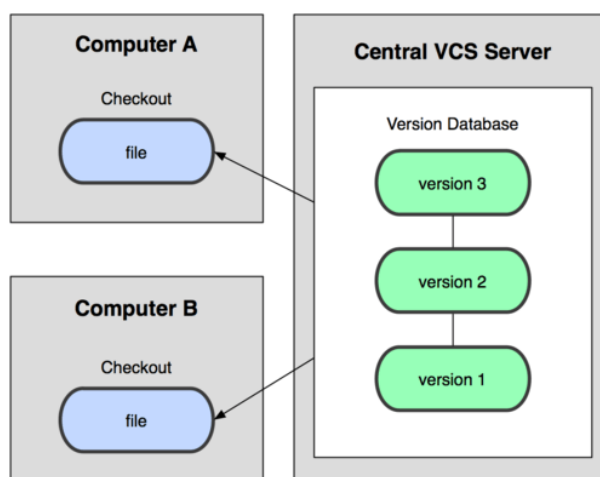 Computer A
Checkout
file
Computer B
Checkout
file
Central VCS Server
Version Database
version 3
version 2
version 1